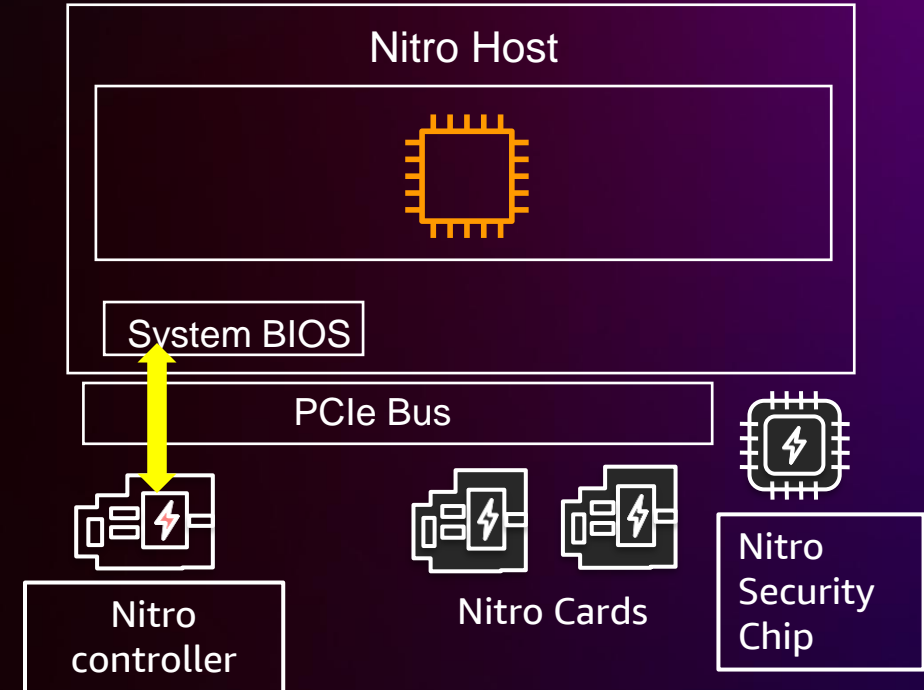 Nitro Host
System BIOS
PCIe Bus
Nitro
controller
Nitro Cards
Nitro
Security
Chip